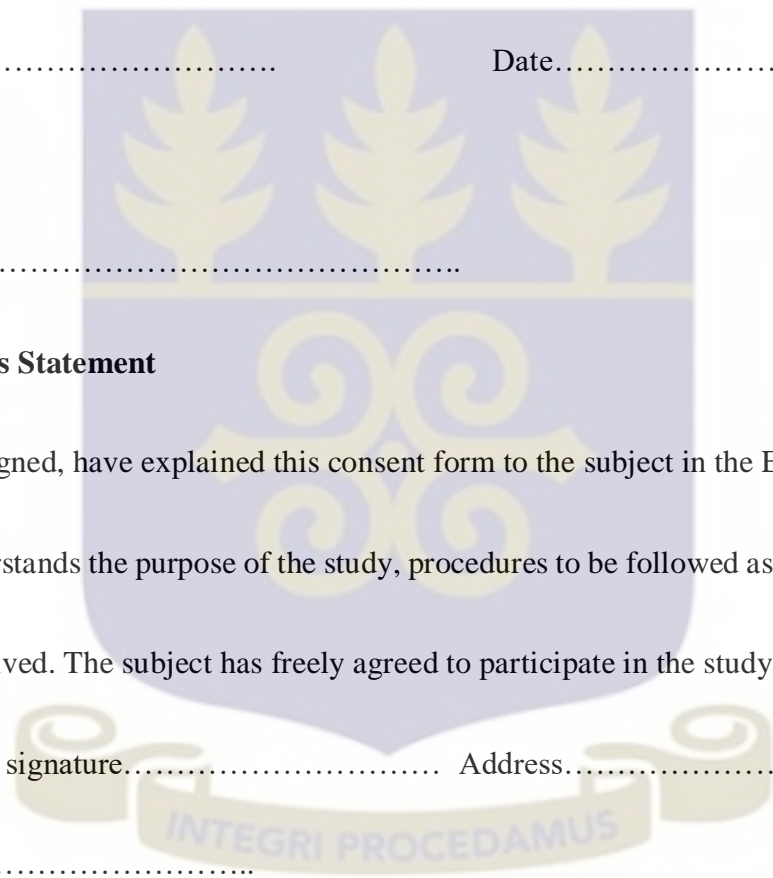 ………………………. Date…………………
………………………………………..
s Statement
gned, have explained this consent form to the subject in the E
rstands the purpose of the study, procedures to be followed as
lved. The subject has freely agreed to participate in the study
signature………………………… Address…………………
INTEGRI PROCEDAMUS
……………………..